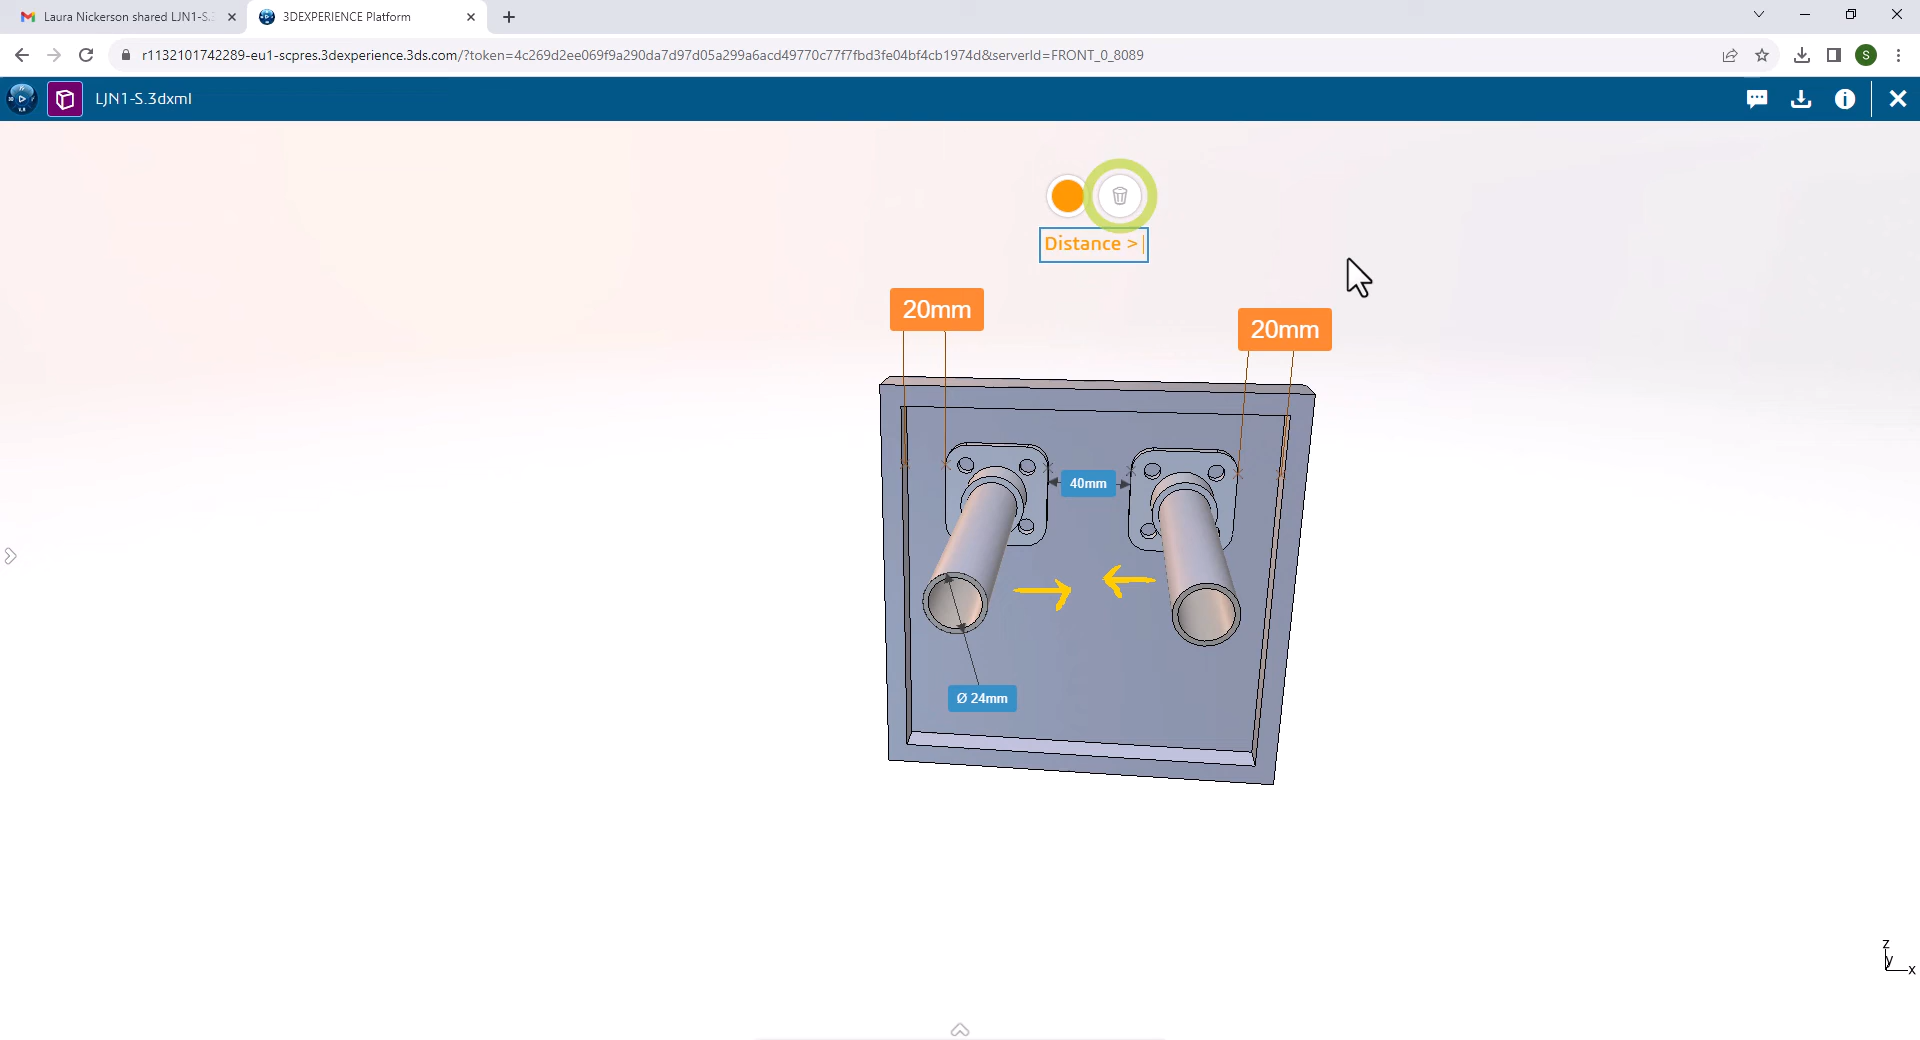 Laura Nickerson shared LJN1-S.
3DEXPERIENCE Platform
r1132101742289-eu1-scpres.3dexperience.3ds.com/?token=4c269d2ee069f9a290da7d97d05a299a6acd49770c77f7fbd3fe04bf4cb1974d&serverId=FRONT_0_8089
S
LJN1-S.3dxml
Distance >
20mm
20mm
40mm
Ø 24mm
z
y
x